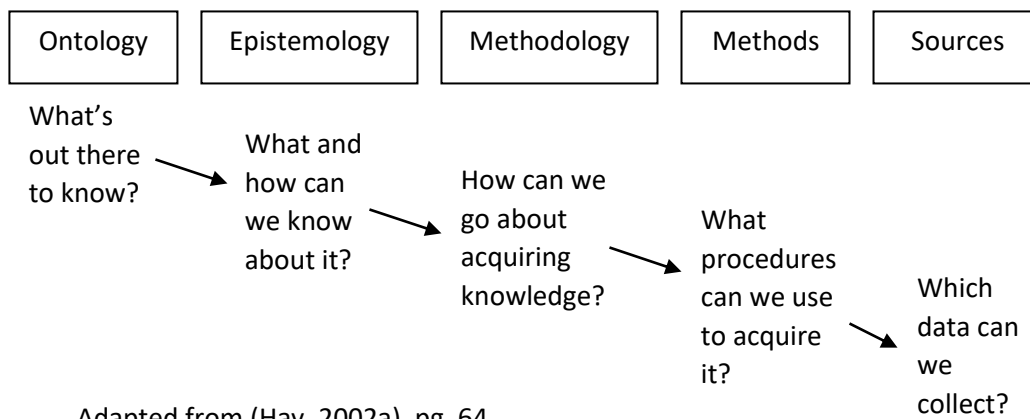 Ontology
Epistemology
Methodology
Methods
Sources
What's
out there
to know?
What and
how can
we know
about it?
How can we
go about
acquiring
knowledge?
What
procedures
can we use
to acquire
it?
Which
data can
we
collect?
Adapted from (Hay, 2002a), pg. 64